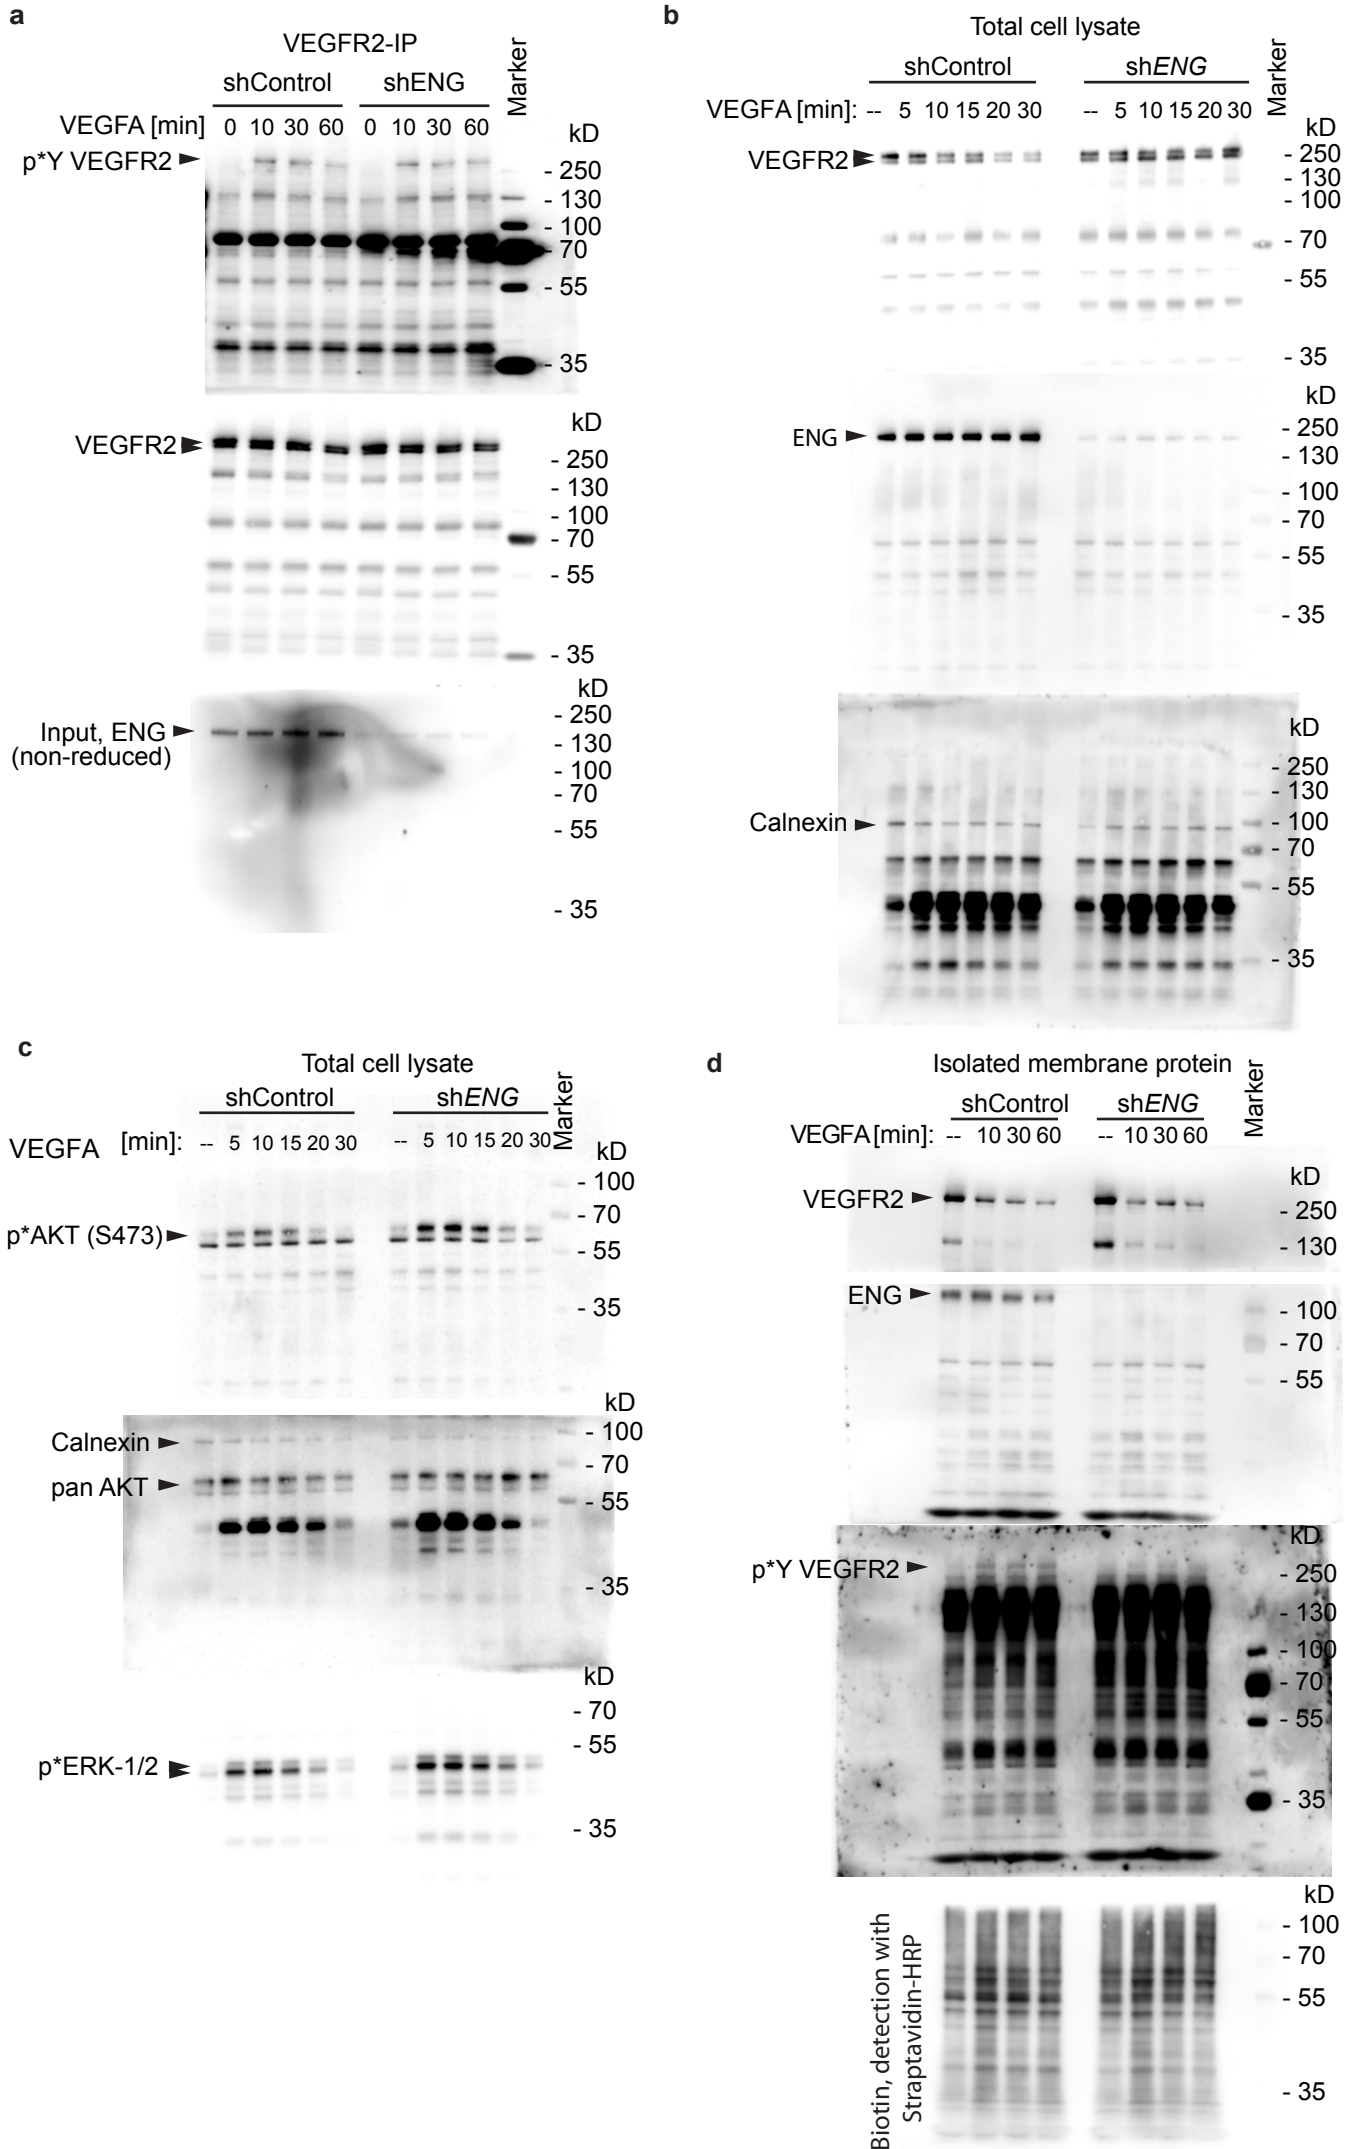 a
VEGFR2-IP
shControl shENG Marker
VEGFA [min] 0 10 30 60 0 10 30 60
kD
p*Y VEGFR2
- 250
- 130
- 100
- 70
- 55
- 35
kD
VEGFR2
- 250
- 130
- 100
- 70
- 55
- 35
kD
Input, ENG
(non-reduced)
- 250
- 130
- 100
- 70
- 55
- 35
b
Total cell lysate
shControl shENG Marker
VEGFA [min]: -- 5 10 15 20 30 -- 5 10 15 20 30
kD
VEGFR2
- 250
- 130
- 100
- 70
- 55
- 35
kD
ENG
- 250
- 130
- 100
- 70
- 55
- 35
kD
- 250
- 130
Calnexin
- 100
- 70
- 55
- 35
c
Total cell lysate
shControl shENG Marker
VEGFA [min]: -- 5 10 15 20 30 -- 5 10 15 20 30
kD
- 100
- 70
p*AKT (S473)
- 55
- 35
kD
Calnexin
- 100
- 70
pan AKT
- 55
- 35
kD
- 70
- 55
p*ERK-1/2
- 35
d
Isolated membrane protein
shControl shENG Marker
VEGFA [min]: -- 10 30 60 -- 10 30 60
kD
VEGFR2
- 250
- 130
ENG
- 100
- 70
- 55
kD
p*Y VEGFR2
- 250
- 130
- 100
- 70
- 55
- 35
kD
Biotin, detection with
Straptavidin-HRP
- 100
- 70
- 55
- 35